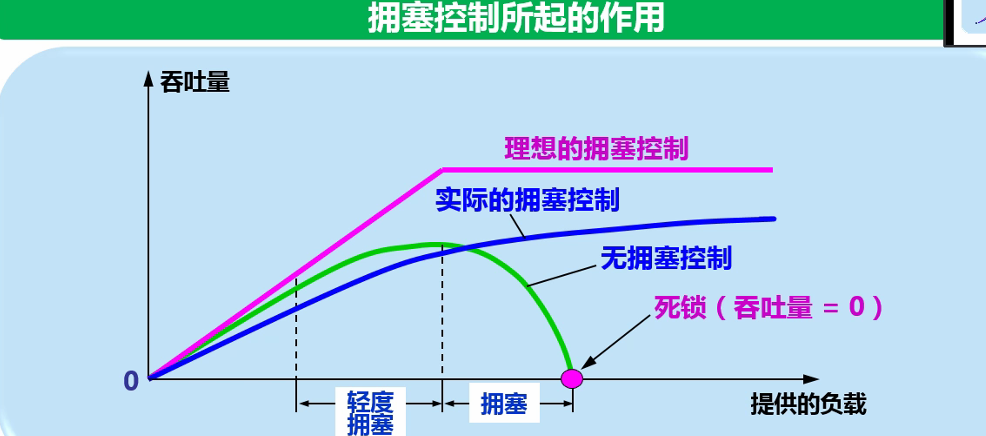 拥塞控制所起的作用
吞吐量
理想的拥塞控制
实际的拥塞控制
无拥塞控制
死锁（吞吐量 = 0）
0
提供的负载
轻度
拥塞
拥塞